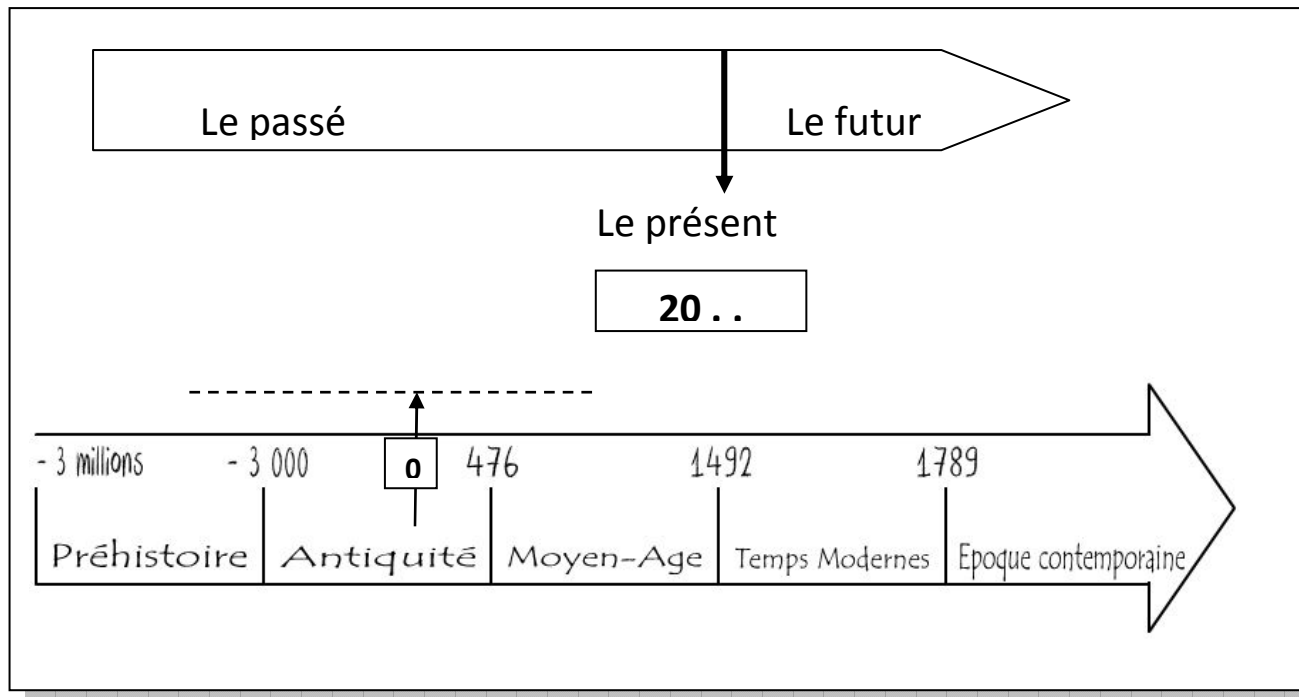 Le passé
Le futur
Le présent
20 . .
- 3 millions
- 3 000
0
476
1492
1789
Préhistoire
Antiquité
Moyen-Age
Temps Modernes
Epoque contemporaine